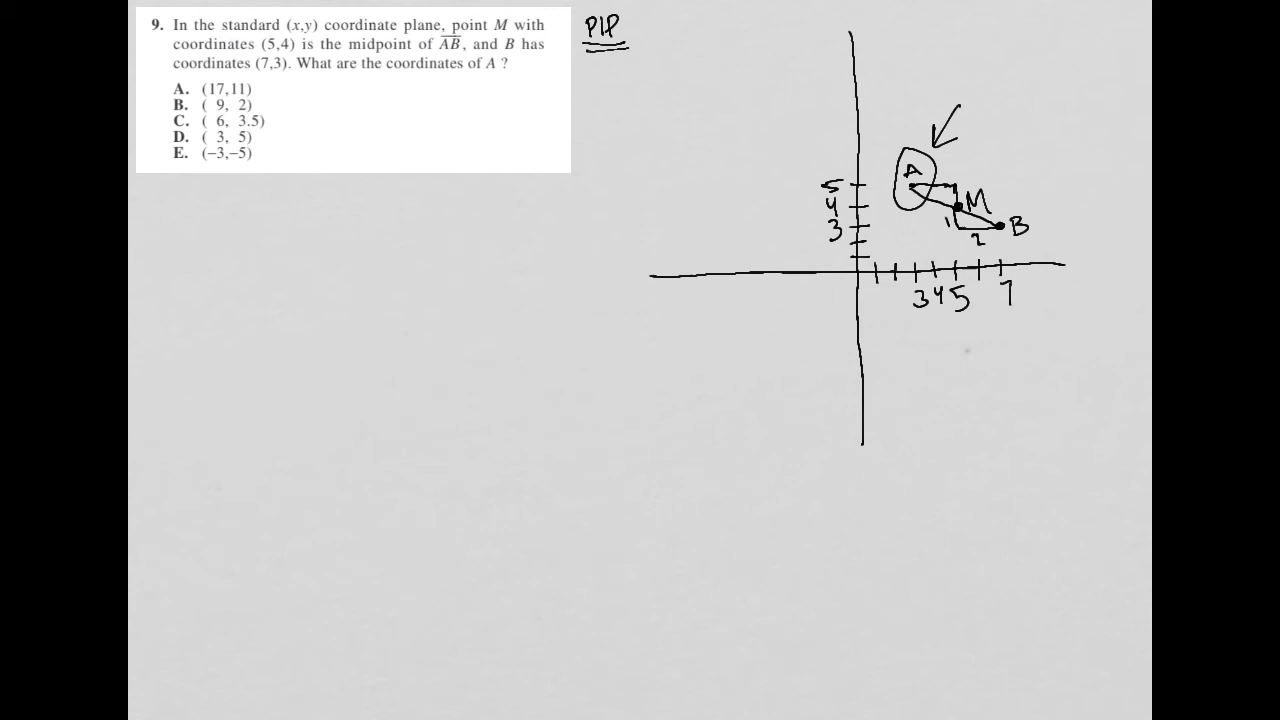 9. In the standard (x,y) coordinate plane, point M with
coordinates (5,4) is the midpoint of AB, and B has
coordinates (7,3). What are the coordinates of A ?
A. (17,11)
B. ( 9, 2)
C. ( 6, 3.5)
D. ( 3, 5)
E. (–3,–5)
PIP
A
5
4
M
3
1
2
B
3 4 5 7